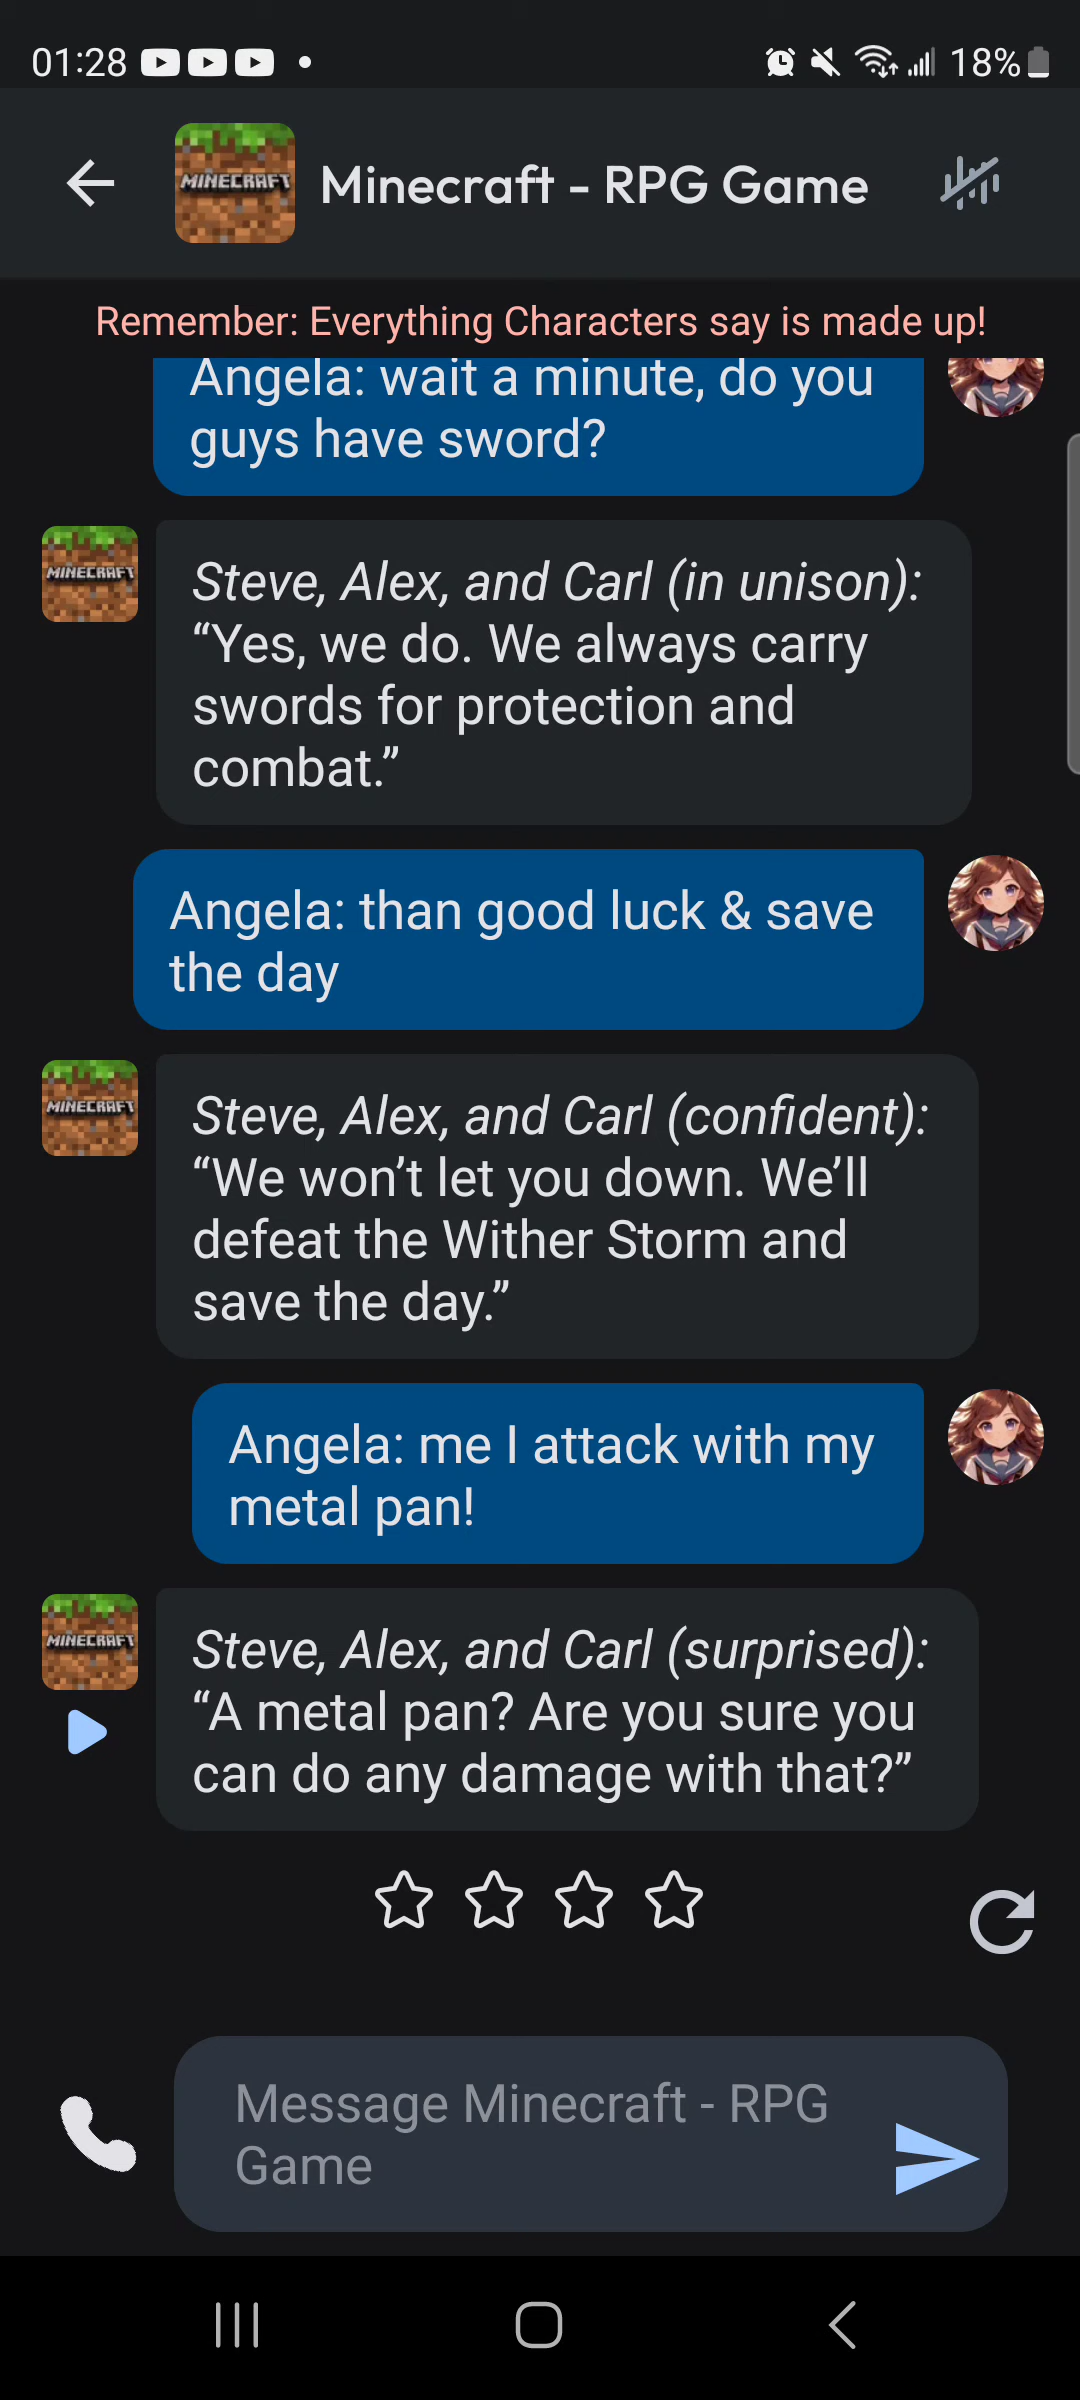 01:28
18%
MINECRAFT
Minecraft - RPG Game
Remember: Everything Characters say is made up!
Angela: wait a minute, do you
guys have sword?
MINECRAFT
Steve, Alex, and Carl (in unison):
“Yes, we do. We always carry
swords for protection and
combat.”
Angela: than good luck & save
the day
MINECRAFT
Steve, Alex, and Carl (confident):
“We won’t let you down. We’ll
defeat the Wither Storm and
save the day.”
Angela: me I attack with my
metal pan!
MINECRAFT
Steve, Alex, and Carl (surprised):
“A metal pan? Are you sure you
can do any damage with that?”
Message Minecraft - RPG
Game